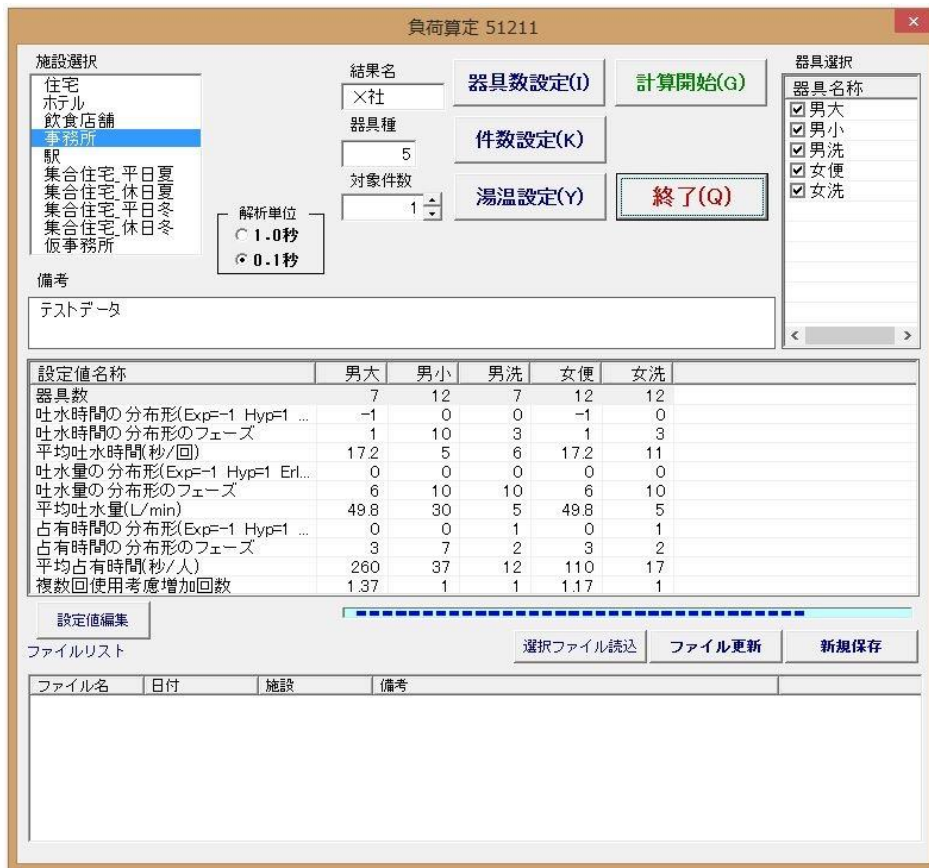 負荷算定 51211
施設選択
住宅
ホテル
飲食店舗
事務所
駅
集合住宅_平日夏
集合住宅_休日夏
集合住宅_平日冬
集合住宅_休日冬
仮事務所
解析単位
1.0秒
0.1秒
結果名
×社
器具種
5
対象件数
1
器具数設定(I)
計算開始(G)
件数設定(K)
湯温設定(Y)
終了(Q)
器具選択
器具名称
男大
男小
男洗
女便
女洗
備考
テストデータ
設定値名称 男大 男小 男洗 女便 女洗
器具数 7 12 7 12 12
吐水時間の分布形(Exp=-1 Hyp=1 ... -1 0 0 -1 0
吐水時間の分布形のフェーズ 1 10 3 1 3
平均吐水時間(秒/回) 17.2 5 6 17.2 11
吐水量の分布形(Exp=-1 Hyp=1 Erl... 0 0 0 0 0
吐水量の分布形のフェーズ 6 10 10 6 10
平均吐水量(L/min) 49.8 30 5 49.8 5
占有時間の分布形(Exp=-1 Hyp=1 ... 0 0 1 0 1
占有時間の分布形のフェーズ 3 7 2 3 2
平均占有時間(秒/人) 260 37 12 110 17
複数回使用考慮増加回数 1.37 1 1 1.17 1
設定値編集
ファイルリスト
選択ファイル読込
ファイル更新
新規保存
ファイル名 日付 施設 備考